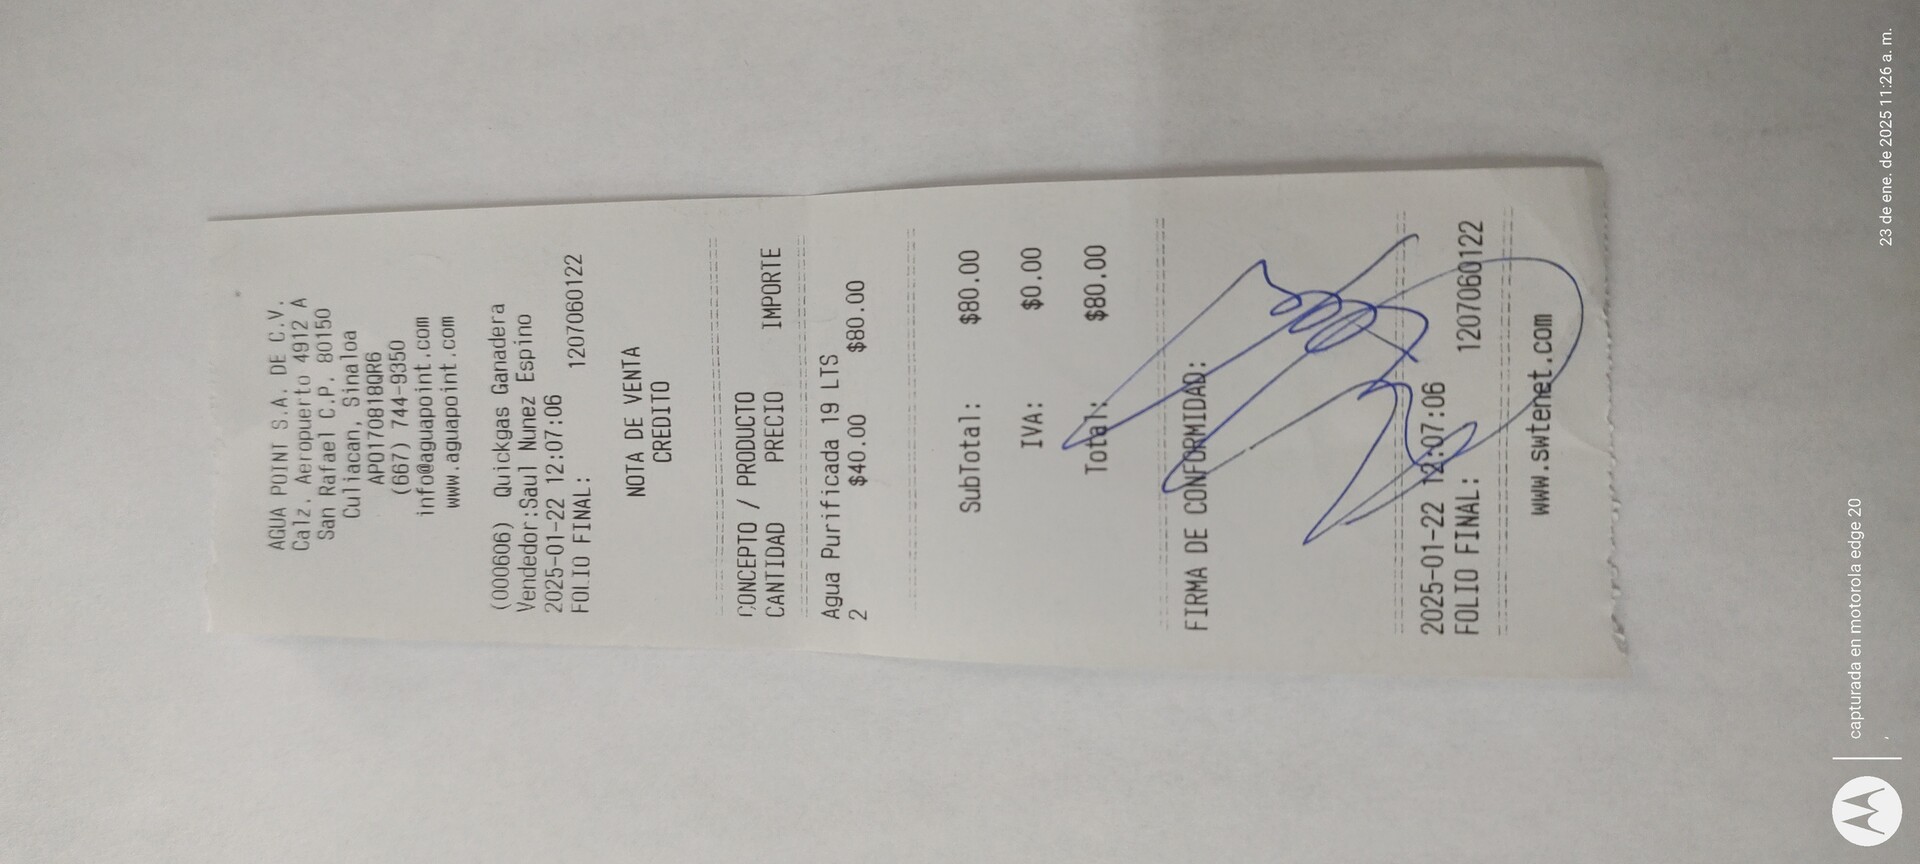 AGUA POINT S.A. DE C.V.
Calz. Aeropuerto 4912 A
San Rafael C.P. 80150
Culiacan, Sinaloa
APO170818QR6
(667) 744-9350
info@aguapoint.com
www.aguapoint.com
(000606) Quickgas Ganadera
Vendedor:Saul Nunez Espino
2025-01-22 12:07:06
FOLIO FINAL: 1207060122
NOTA DE VENTA
CREDITO
CONCEPTO / PRODUCTO
CANTIDAD PRECIO IMPORTE
Agua Purificada 19 LTS
2 $40.00 $80.00
SubTotal: $80.00
IVA: $0.00
Total: $80.00
FIRMA DE CONFORMIDAD:
2025-01-22 12:07:06
FOLIO FINAL: 1207060122
www.swtenet.com
capturada en motorola edge 20
23 de ene. de 2025 11:26 a. m.